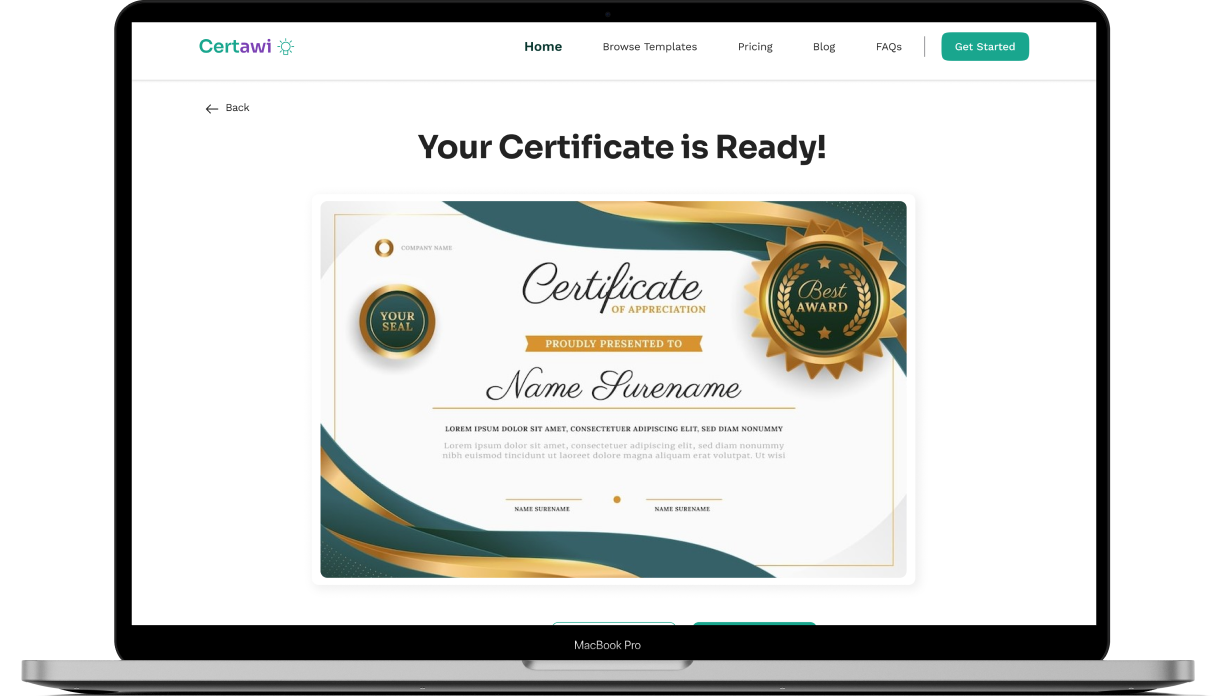 Certawi
Home Browse Templates Pricing Blog FAQs Get Started
Back
Your Certificate is Ready!
COMPANY NAME
YOUR
SEAL
Certificate
OF APPRECIATION
Best
AWARD
PROUDLY PRESENTED TO
Name Surename
LOREM IPSUM DOLOR SIT AMET, CONSECTETUER ADIPISCING ELIT, SED DIAM NONUMMY
Lorem ipsum dolor sit amet, consectetuer adipiscing elit, sed diam nonummy
nibh euismod tincidunt ut laoreet dolore magna aliquam erat volutpat. Ut wisi
NAME SURENAME NAME SURENAME
MacBook Pro